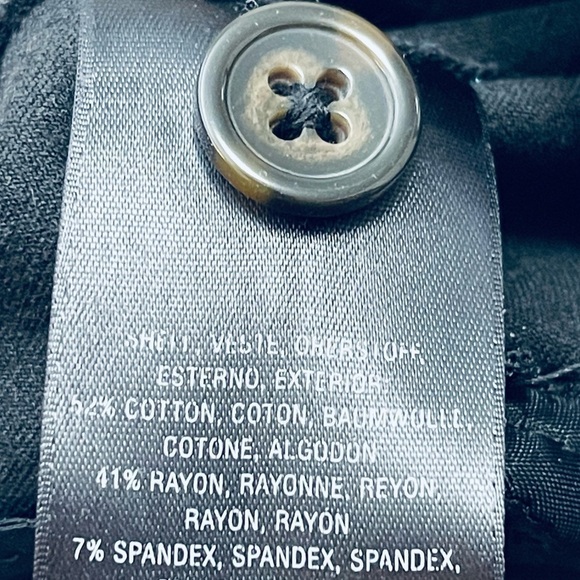 SHELL, VESTE, OBERSTOFF,
ESTERNO, EXTERIOR:
52% COTTON, COTON, BAUMWOLLE,
COTONE, ALGODON
41% RAYON, RAYONNE, REYON,
RAYON, RAYON
7% SPANDEX, SPANDEX, SPANDEX,